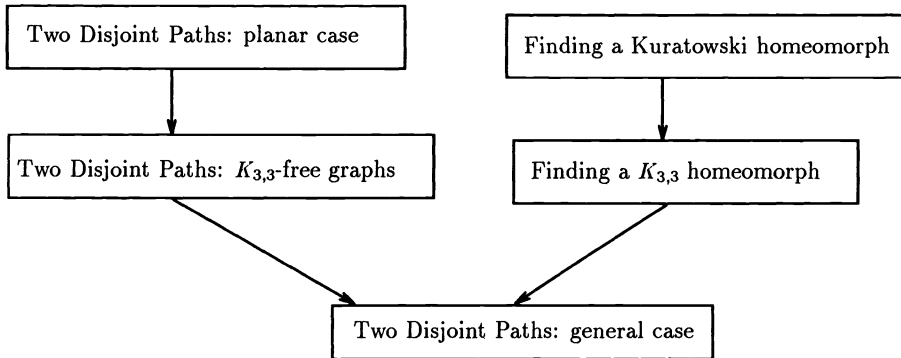 Two Disjoint Paths: planar case
Finding a Kuratowski homeomorph
Two Disjoint Paths: K3,3-free graphs
Finding a K3,3 homeomorph
Two Disjoint Paths: general case